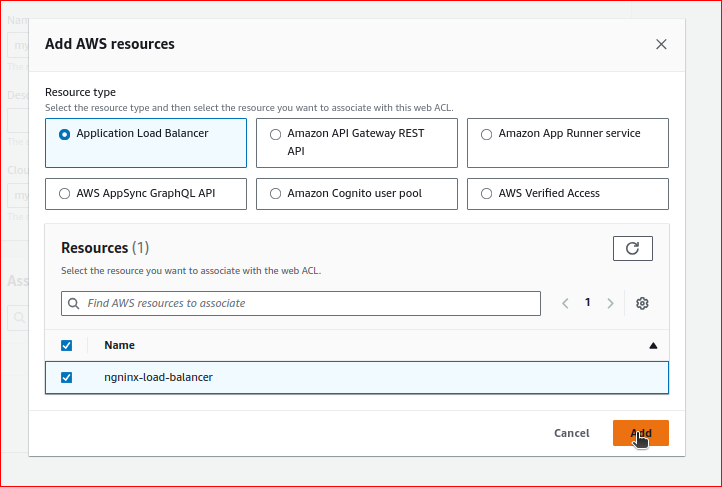 Add AWS resources
Resource type
Select the resource type and then select the resource you want to associate with this web ACL.
Application Load Balancer
Amazon API Gateway REST
API
Amazon App Runner service
AWS AppSync GraphQL API
Amazon Cognito user pool
AWS Verified Access
Resources (1)
Select the resource you want to associate with the web ACL.
Find AWS resources to associate
1
Name
ngninx-load-balancer
Cancel
Add